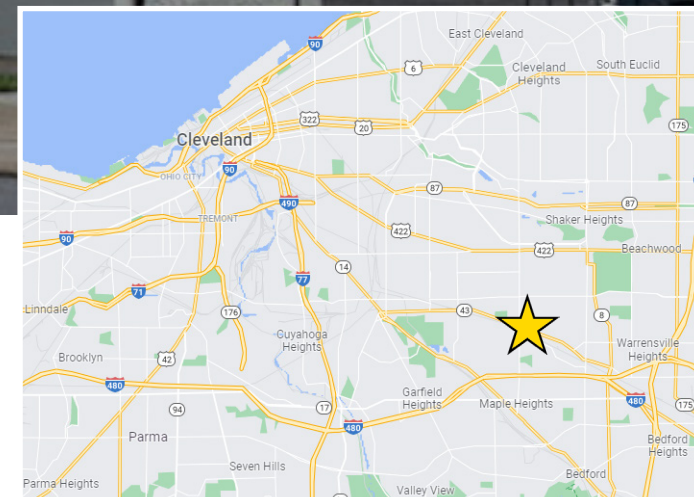 90
East Cleveland
6
Cleveland
Heights
South Euclid
322
20
175
Cleveland
90
OHIO CITY
87
490
87
TREMONT
Shaker Heights
422
90
422
Beachwood
14
77
71
Linndale
176
43
8
Cuyahoga
Heights
Warrensville
Heights
Brooklyn
42
480
Garfield
Heights
Maple Heights
480
94
17
175
480
Parma
Bedford
Heights
Seven Hills
Bedford
Parma Heights
Valley View